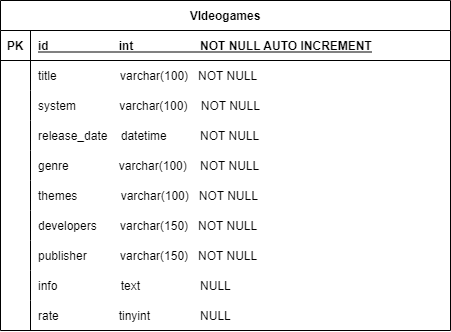 VIdeogames
PK id int NOT NULL AUTO INCREMENT
title varchar(100) NOT NULL
system varchar(100) NOT NULL
release_date datetime NOT NULL
genre varchar(100) NOT NULL
themes varchar(100) NOT NULL
developers varchar(150) NOT NULL
publisher varchar(150) NOT NULL
info text NULL
rate tinyint NULL